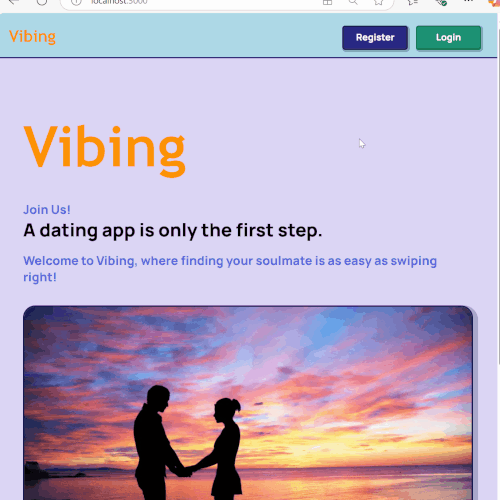 localhost:3000
Vibing
Register
Login
Vibing
Join Us!
A dating app is only the first step.
Welcome to Vibing, where finding your soulmate is as easy as swiping
right!